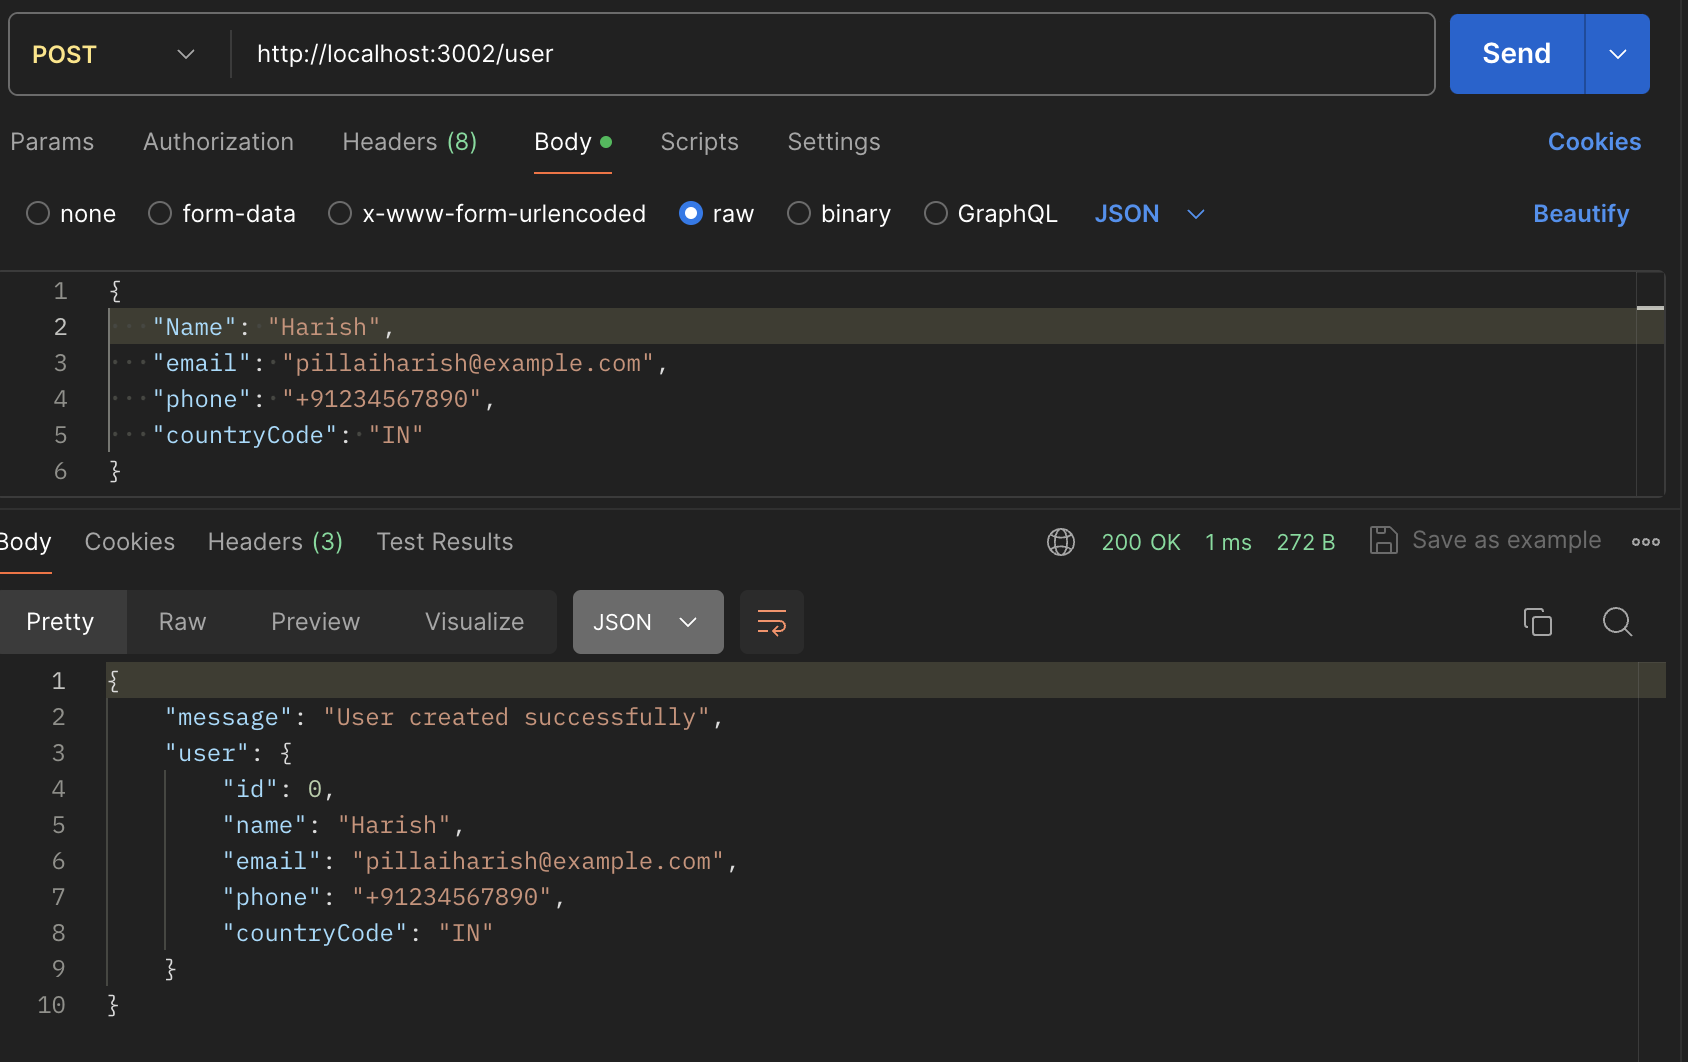 POST http://localhost:3002/user Send
Params Authorization Headers (8) Body Scripts Settings Cookies
none form-data x-www-form-urlencoded raw binary GraphQL JSON Beautify
1 {
2 "Name": "Harish",
3 "email": "pillaiharish@example.com",
4 "phone": "+91234567890",
5 "countryCode": "IN"
6 }
Body Cookies Headers (3) Test Results 200 OK 1 ms 272 B Save as example
Pretty Raw Preview Visualize JSON
1 {
2 "message": "User created successfully",
3 "user": {
4 "id": 0,
5 "name": "Harish",
6 "email": "pillaiharish@example.com",
7 "phone": "+91234567890",
8 "countryCode": "IN"
9 }
10 }